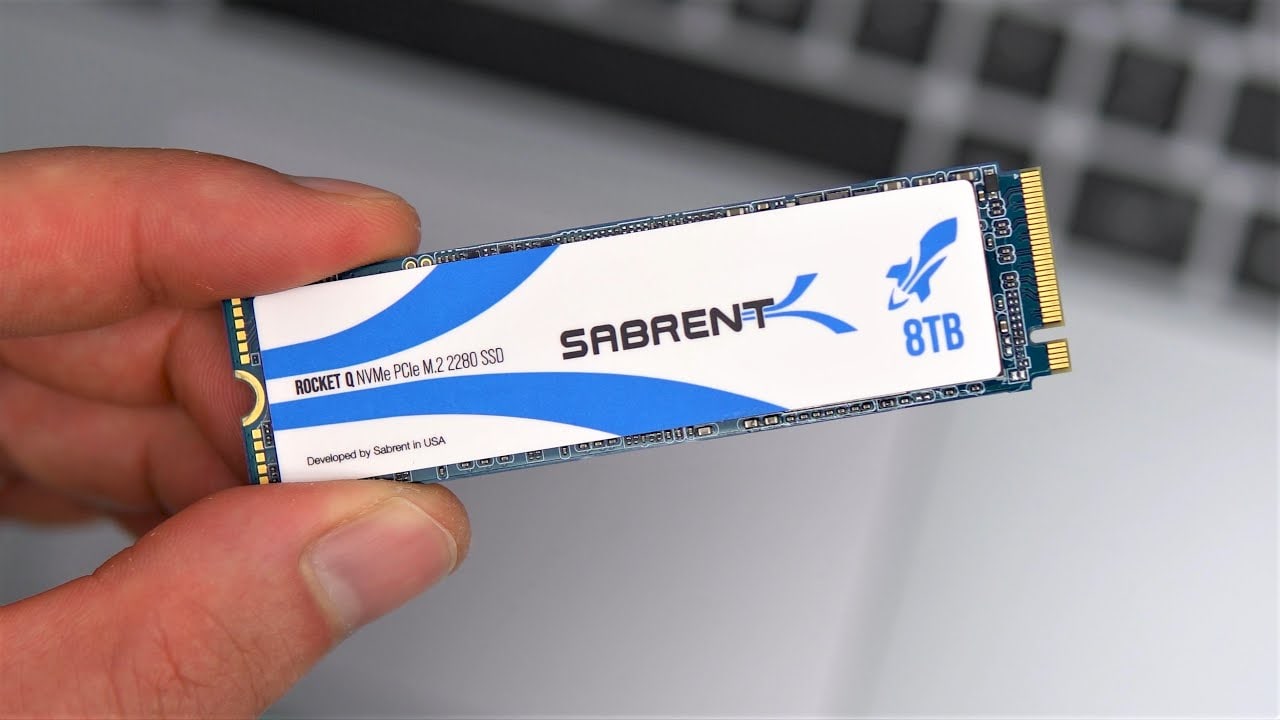 SABRENT
8TB
ROCKET Q NVMe PCIe M.2 2280 SSD
Developed by Sabrent in USA